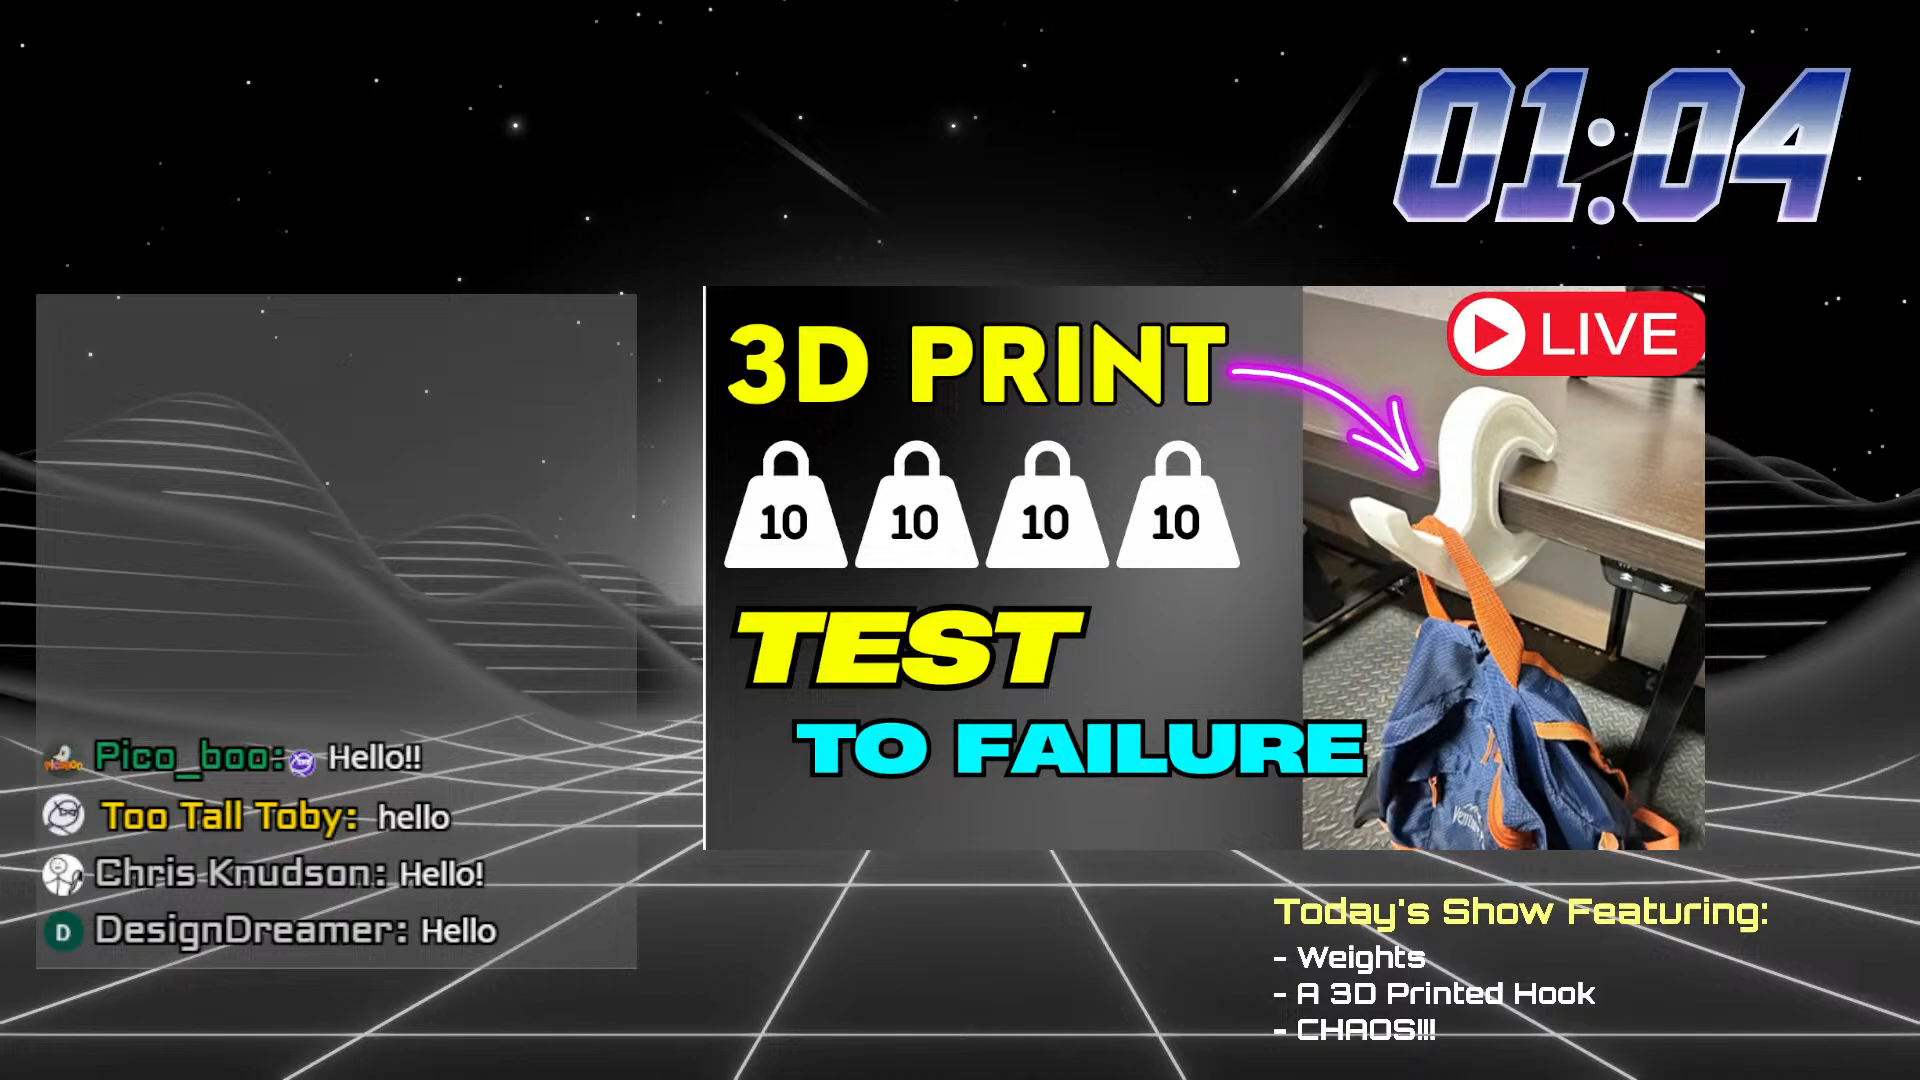 01:04
3D PRINT
LIVE
10 10 10 10
TEST
TO FAILURE
Pico_boo: Hello!!
Too Tall Toby: hello
Chris Knudson: Hello!
D DesignDreamer: Hello
Today's Show Featuring:
- Weights
- A 3D Printed Hook
- CHAOS!!!